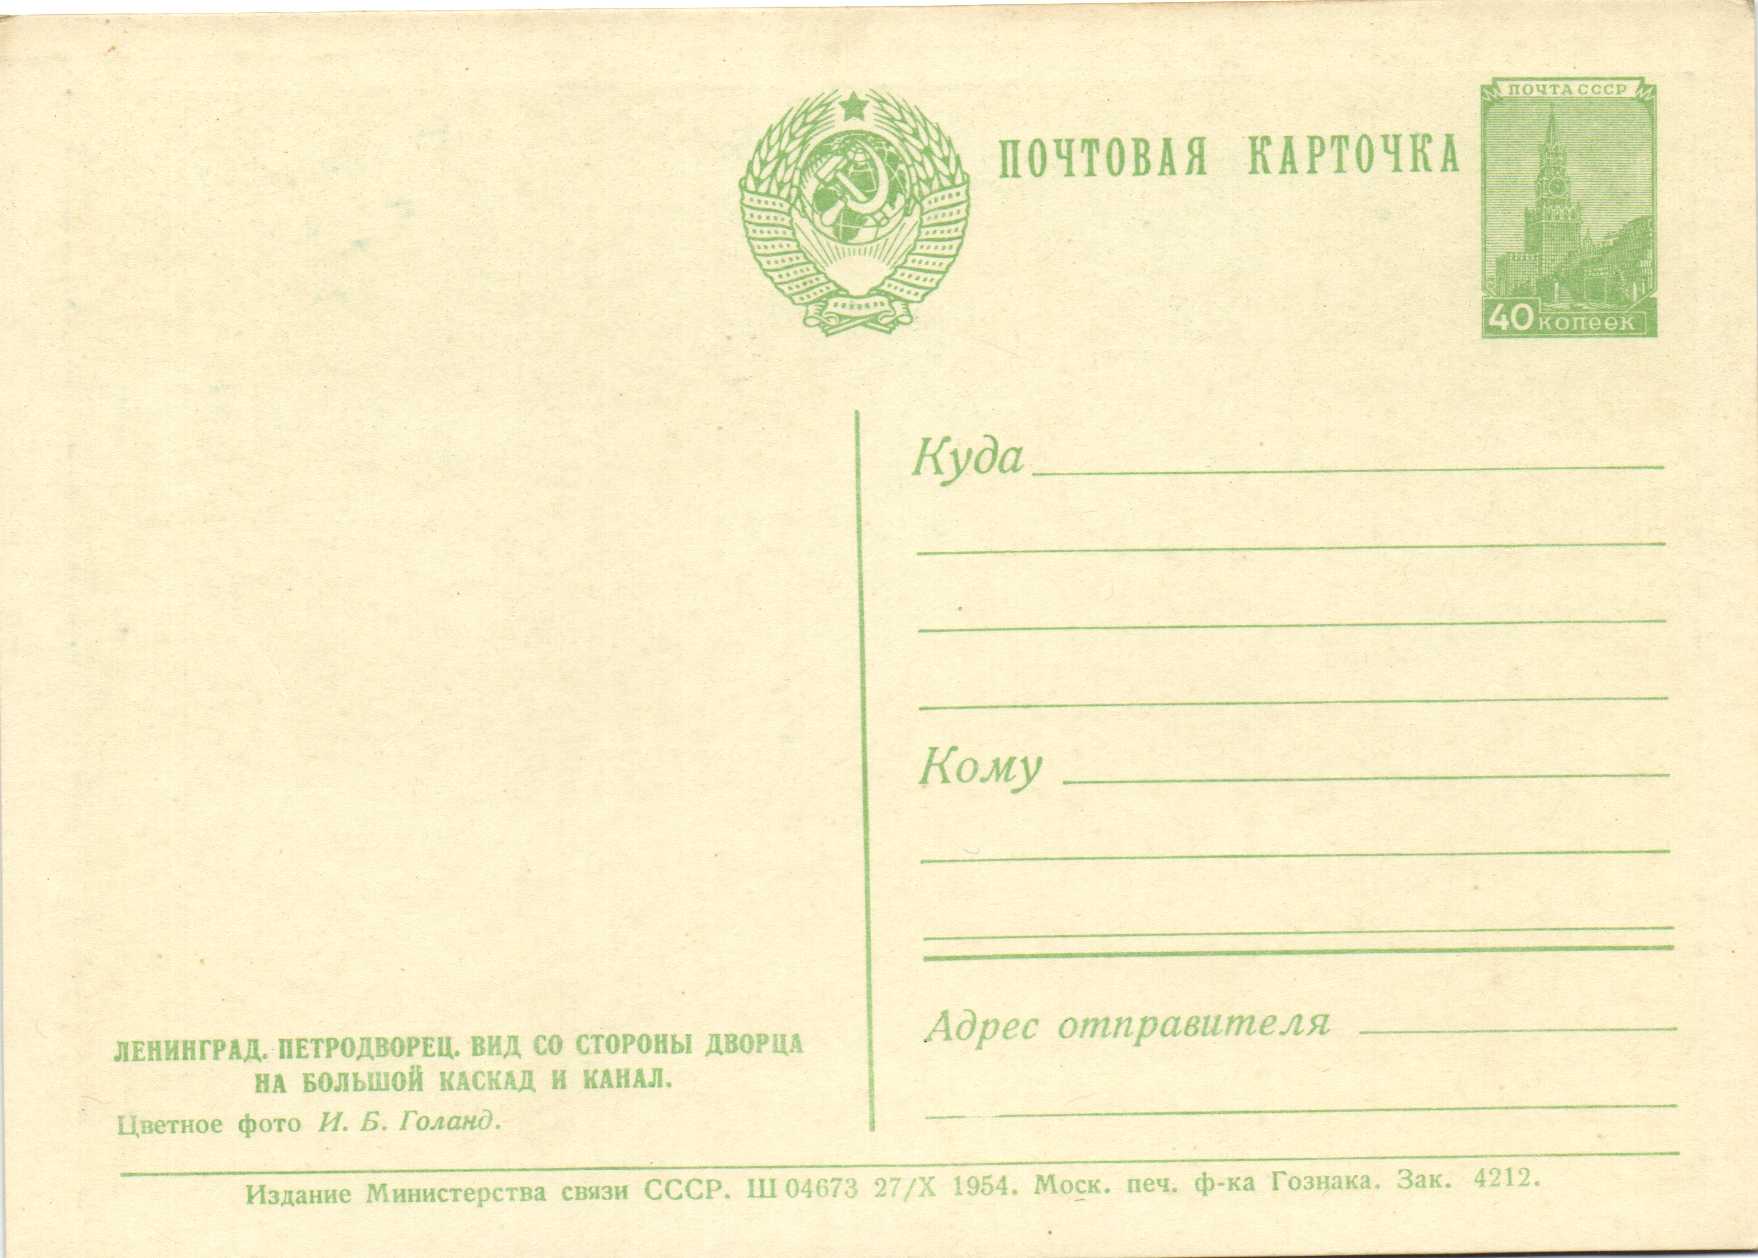 ПОЧТОВАЯ КАРТОЧКА
ПОЧТА СССР
40 КОПЕЕК
Куда
Кому
Адрес отправителя
ЛЕНИНГРАД. ПЕТРОДВОРЕЦ. ВИД СО СТОРОНЫ ДВОРЦА
НА БОЛЬШОЙ КАСКАД И КАНАЛ.
Цветное фото И. Б. Голанд.
Издание Министерства связи СССР. Ш 04673 27/X 1954. Моск. печ. ф-ка Гознака. Зак. 4212.